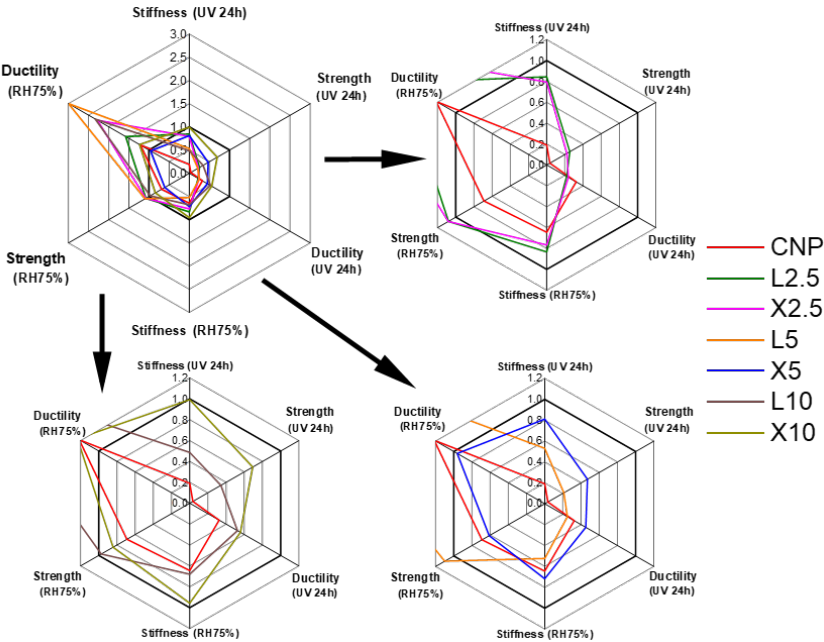 Stiffness (UV 24h)
3.0
2.5
2.0
1.5
1.0
0.5
0.0
Ductility
(RH75%)
Strength
(UV 24h)
Strength
(RH75%)
Ductility
(UV 24h)
Stiffness (RH75%)
Stiffness (UV 24h)
1.2
1.0
0.8
0.6
0.4
0.2
0.0
Ductility
(RH75%)
Strength
(UV 24h)
Strength
(RH75%)
Ductility
(UV 24h)
Stiffness (RH75%)
CNP
L2.5
X2.5
L5
X5
L10
X10
Stiffness (UV 24h)
1.2
1.0
0.8
0.6
0.4
0.2
0.0
Ductility
(RH75%)
Strength
(UV 24h)
Strength
(RH75%)
Ductility
(UV 24h)
Stiffness (RH75%)
Stiffness (UV 24h)
1.2
1.0
0.8
0.6
0.4
0.2
0.0
Ductility
(RH75%)
Strength
(UV 24h)
Strength
(RH75%)
Ductility
(UV 24h)
Stiffness (RH75%)